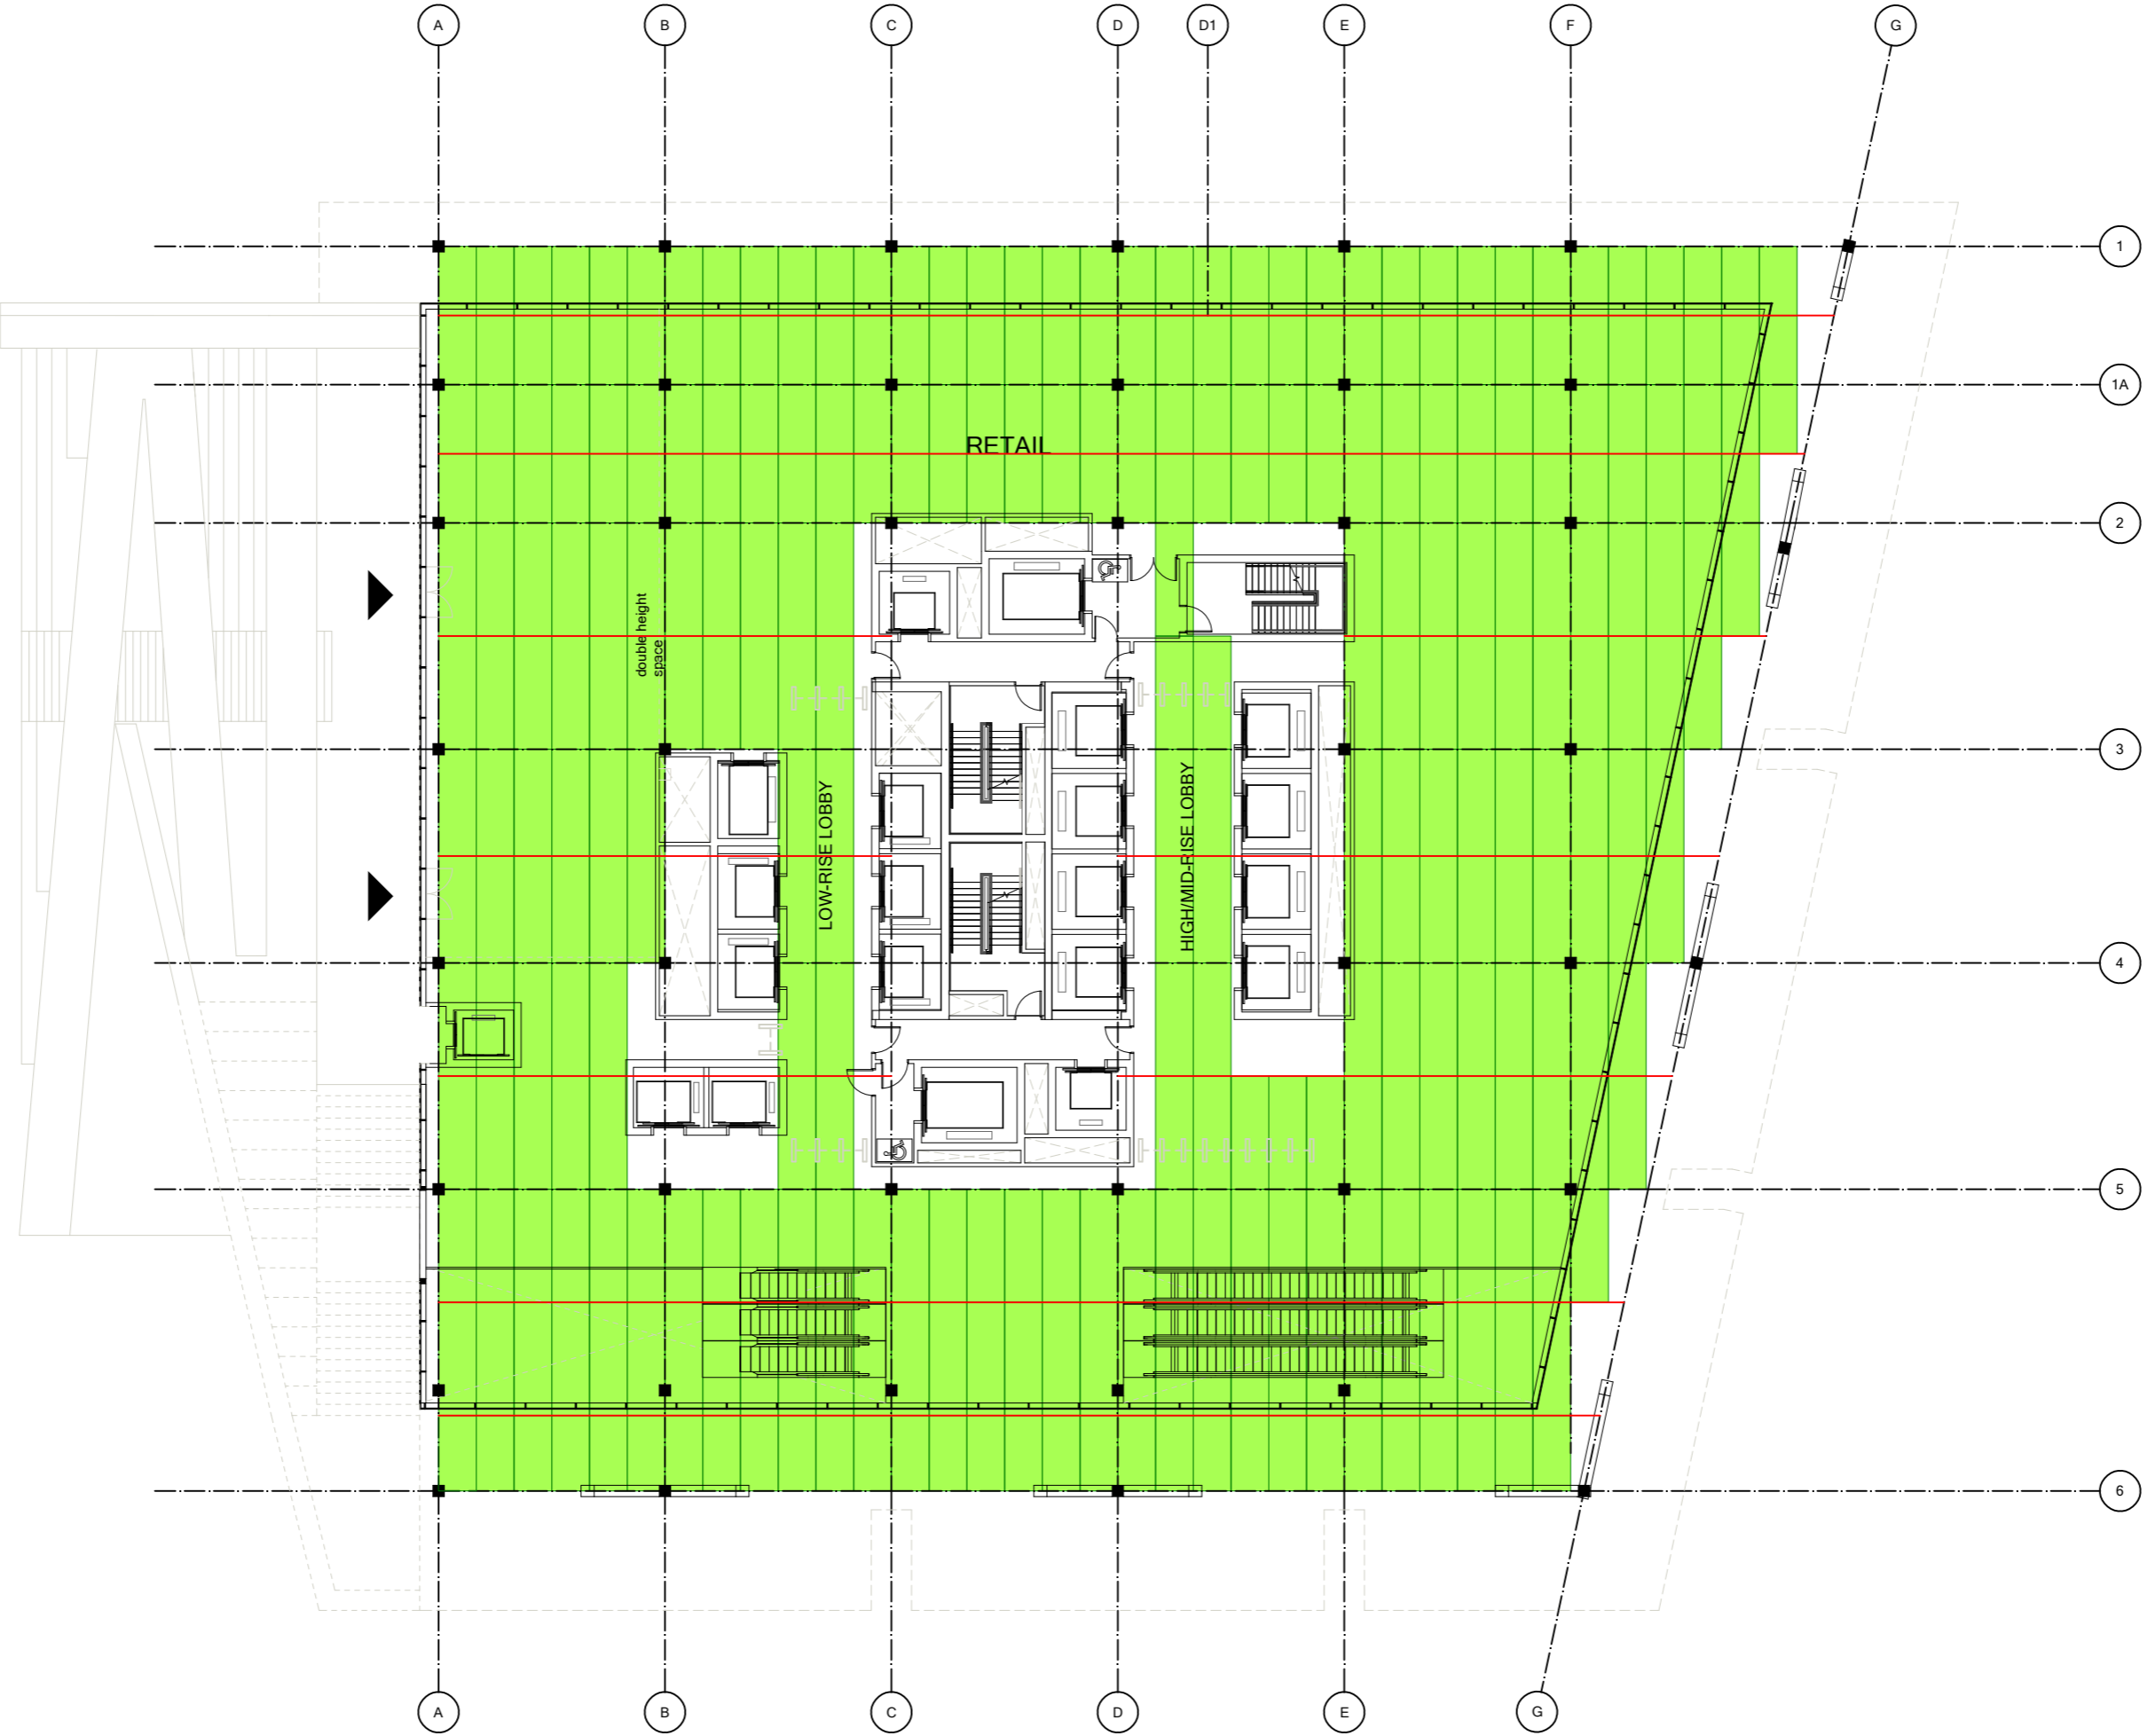 A B C D D1 E F G
1
1A
RETAIL
2
double height
space
3
LOW-RISE LOBBY
HIGH/MID-RISE LOBBY
4
5
6
A B C D E G